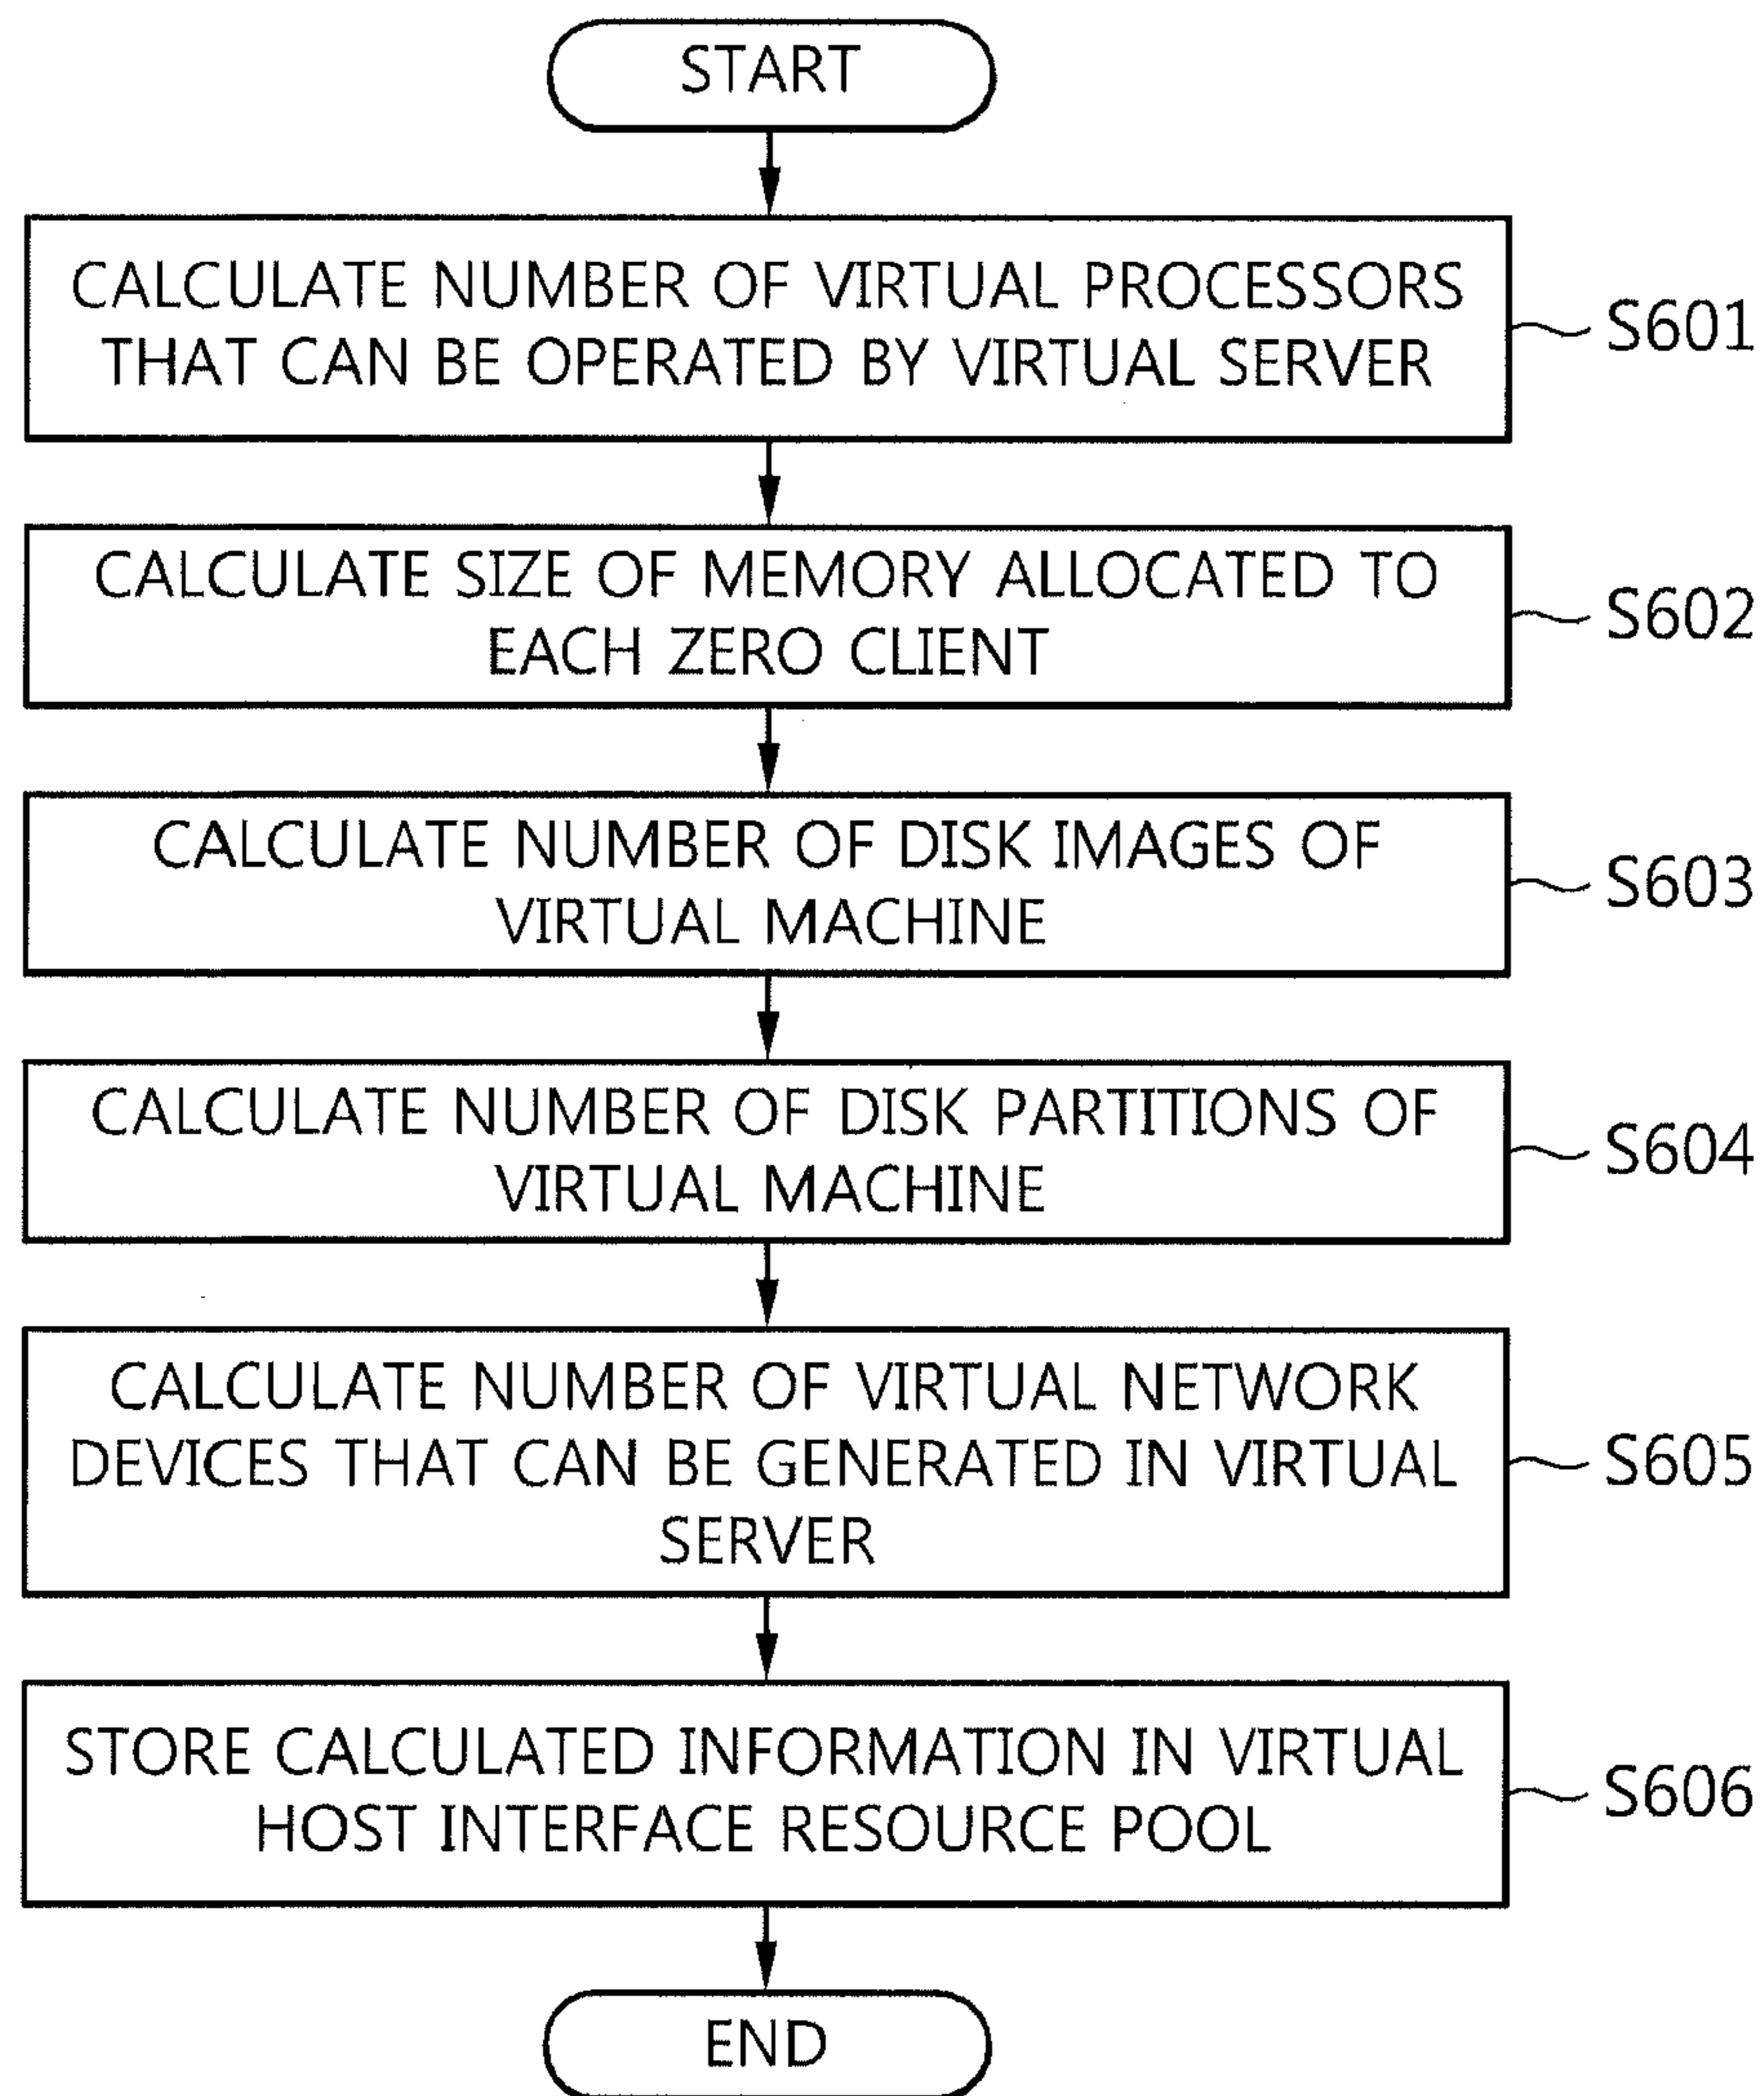 START
CALCULATE NUMBER OF VIRTUAL PROCESSORS
THAT CAN BE OPERATED BY VIRTUAL SERVER
S601
CALCULATE SIZE OF MEMORY ALLOCATED TO
EACH ZERO CLIENT
S602
CALCULATE NUMBER OF DISK IMAGES OF
VIRTUAL MACHINE
S603
CALCULATE NUMBER OF DISK PARTITIONS OF
VIRTUAL MACHINE
S604
CALCULATE NUMBER OF VIRTUAL NETWORK
DEVICES THAT CAN BE GENERATED IN VIRTUAL
SERVER
S605
STORE CALCULATED INFORMATION IN VIRTUAL
HOST INTERFACE RESOURCE POOL
S606
END